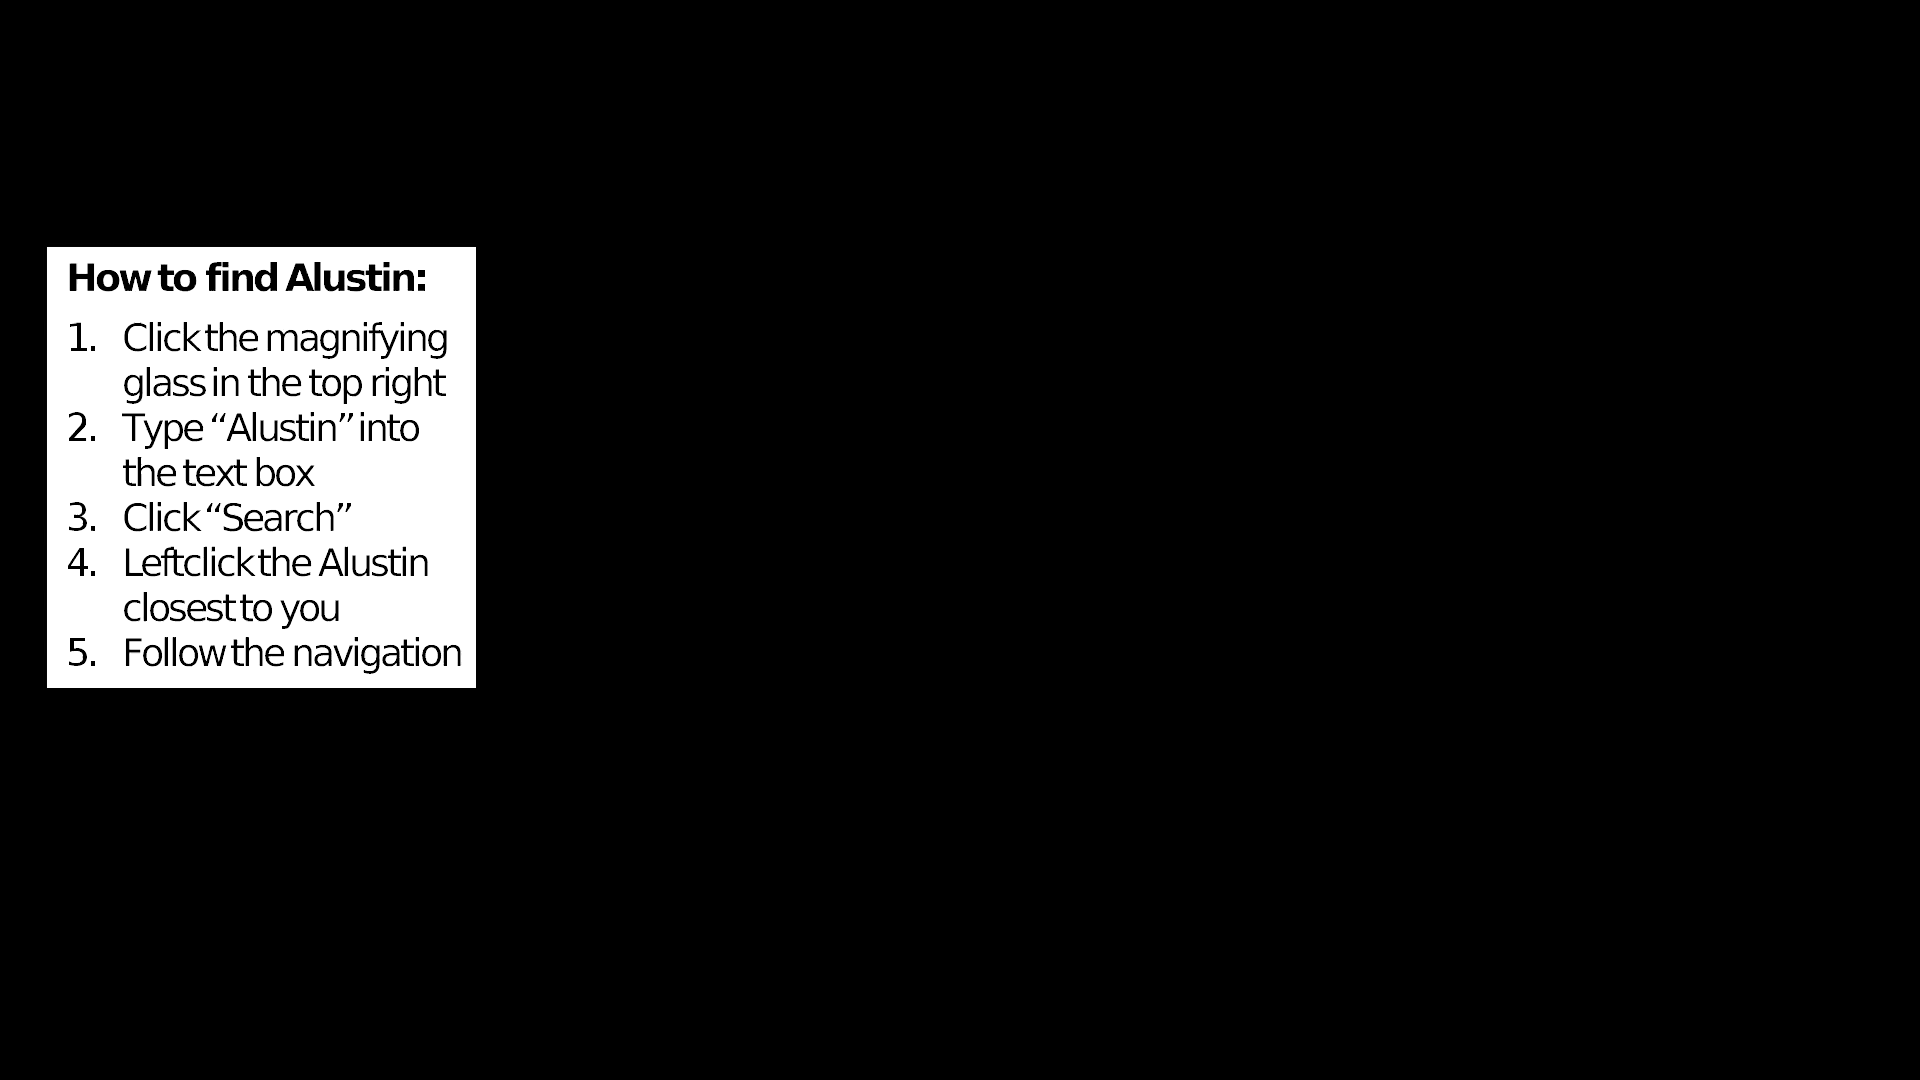 How to find Alustin:
1. Click the magnifying
glass in the top right
2. Type “Alustin” into
the text box
3. Click “Search”
4. Leftclick the Alustin
closest to you
5. Follow the navigation